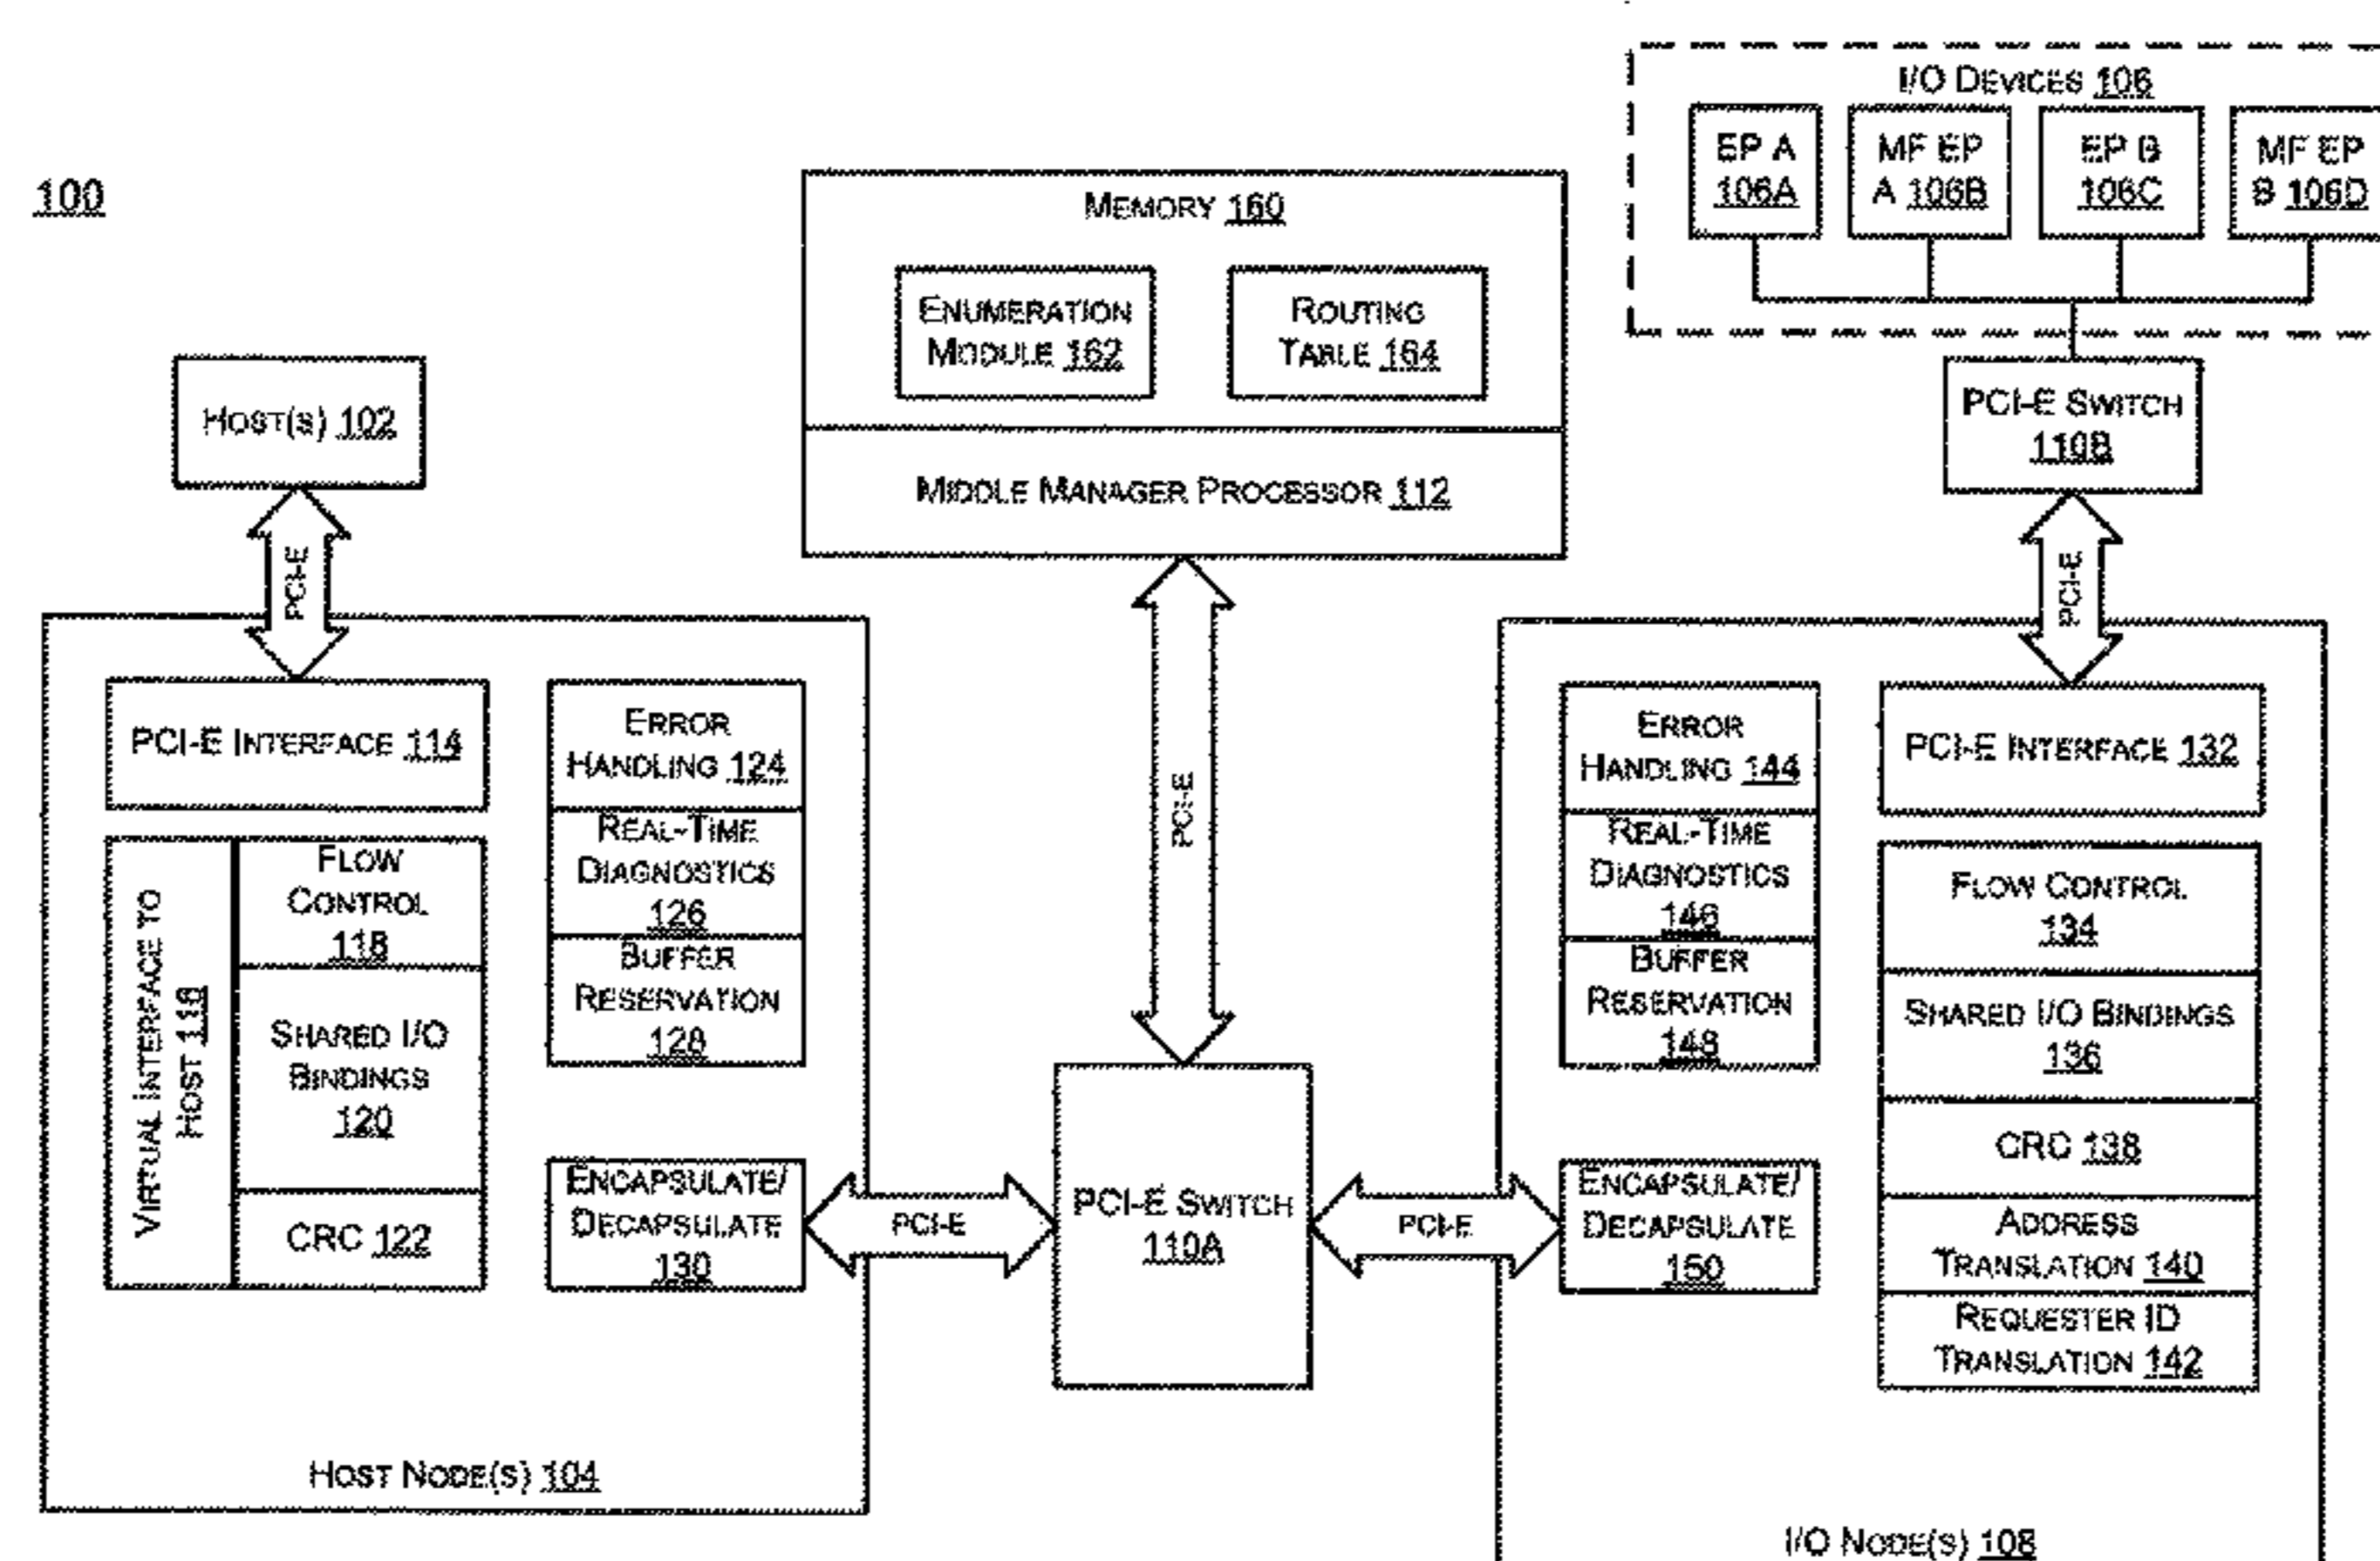 100
I/O DEVICES 106
EP A
106A
MF EP
A 106B
EP B
106C
MF EP
B 106D
MEMORY 160
ENUMERATION
MODULE 162
ROUTING
TABLE 164
MIDDLE MANAGER PROCESSOR 112
HOST(S) 102
PCI-E SWITCH
110B
PCI-E
PCI-E
PCI-E
PCI-E INTERFACE 114
VIRTUAL INTERFACE TO
HOST 116
FLOW
CONTROL
118
SHARED I/O
BINDINGS
120
CRC 122
ERROR
HANDLING 124
REAL-TIME
DIAGNOSTICS
126
BUFFER
RESERVATION
128
ENCAPSULATE/
DECAPSULATE
130
HOST NODE(S) 104
PCI-E
PCI-E SWITCH
110A
PCI-E
ERROR
HANDLING 144
REAL-TIME
DIAGNOSTICS
146
BUFFER
RESERVATION
148
ENCAPSULATE/
DECAPSULATE
150
PCI-E INTERFACE 132
FLOW CONTROL
134
SHARED I/O BINDINGS
136
CRC 138
ADDRESS
TRANSLATION 140
REQUESTER ID
TRANSLATION 142
I/O NODE(S) 108